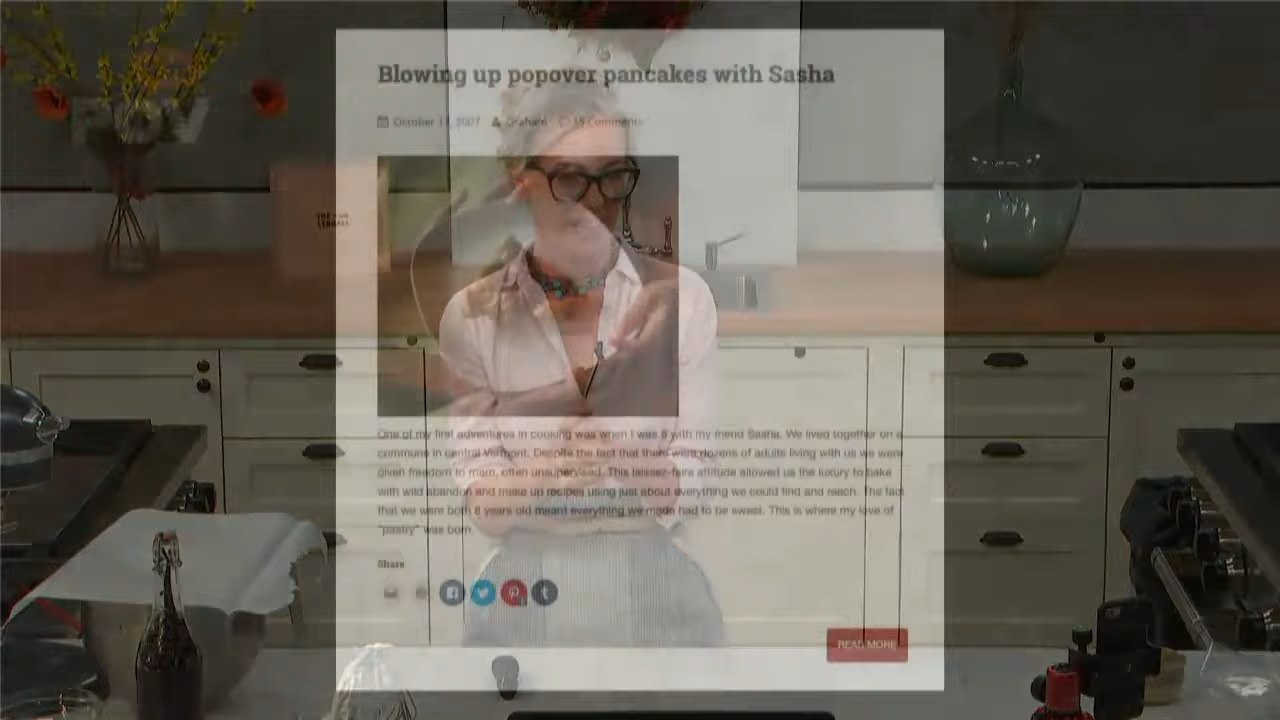 Blowing up popover pancakes with Sasha
October 11, 2007 Graham 15 Comments
One of my first adventures in cooking was when I was 8 with my friend Sasha. We lived together on a
commune in central Vermont. Despite the fact that there were dozens of adults living with us we were
given freedom to roam, often unsupervised. This laissez-faire attitude allowed us the luxury to bake
with wild abandon and make up recipes using just about everything we could find and reach. The fact
that we were both 8 years old meant everything we made had to be sweet. This is where my love of
"pastry" was born.
Share
READ MORE